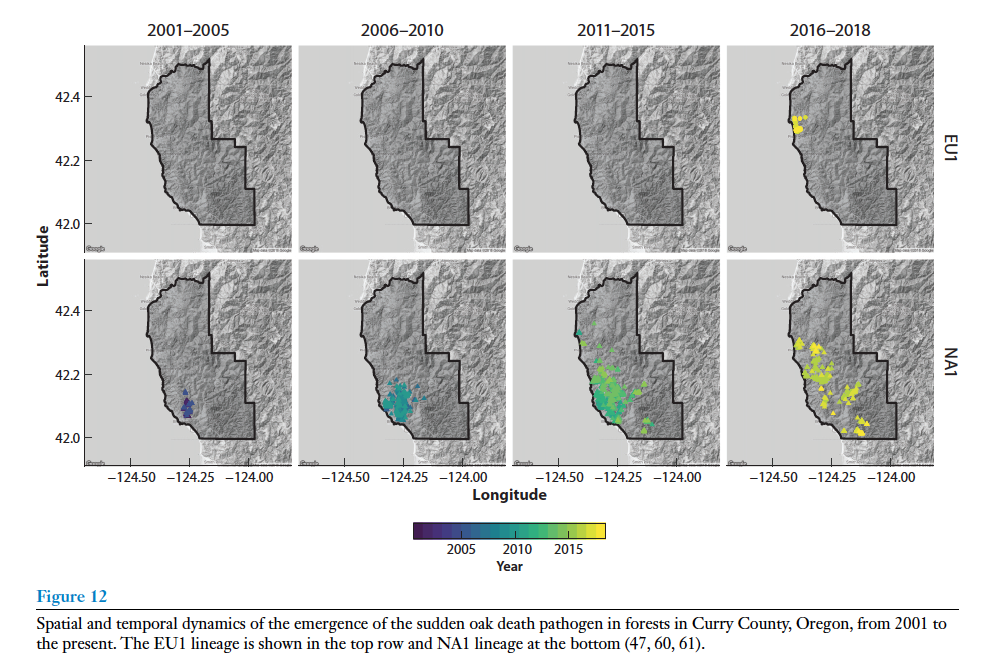 2001–2005 2006–2010 2011–2015 2016–2018
42.4
42.2
42.0
EU1
Latitude
42.4
42.2
42.0
NA1
Google Google Google Google
−124.50 −124.25 −124.00 −124.50 −124.25 −124.00 −124.50 −124.25 −124.00 −124.50 −124.25 −124.00
Longitude
2005 2010 2015
Year
Figure 12
Spatial and temporal dynamics of the emergence of the sudden oak death pathogen in forests in Curry County, Oregon, from 2001 to
the present. The EU1 lineage is shown in the top row and NA1 lineage at the bottom (47, 60, 61).